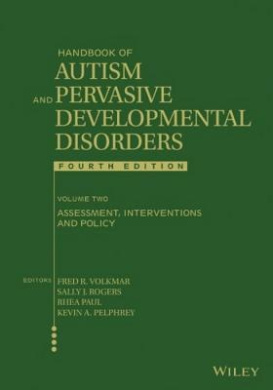 HANDBOOK OF
AUTISM
AND PERVASIVE
DEVELOPMENTAL
DISORDERS
FOURTH EDITION
VOLUME TWO
ASSESSMENT, INTERVENTIONS
AND POLICY
EDITORS FRED R. VOLKMAR
SALLY J. ROGERS
RHEA PAUL
KEVIN A. PELPHREY
WILEY